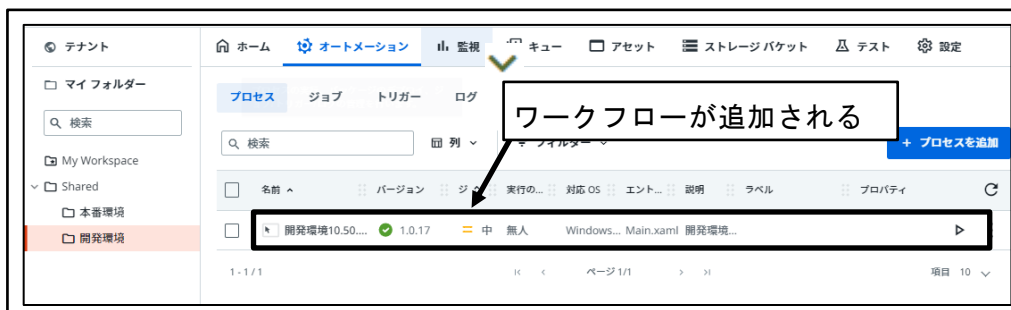 テナント ホーム オートメーション 監視 キュー アセット ストレージ バケット テスト 設定
マイ フォルダー
プロセス ジョブ トリガー ログ
ワークフローが追加される
検索
検索 列 フィルター + プロセスを追加
My Workspace
Shared
名前 バージョン ジ 実行の... 対応 OS エント... 説明 ラベル プロパティ
本番環境
開発環境
開発環境10.50.... 1.0.17 中 無人 Windows... Main.xaml 開発環境...
1 - 1 / 1 ページ 1/1 項目 10